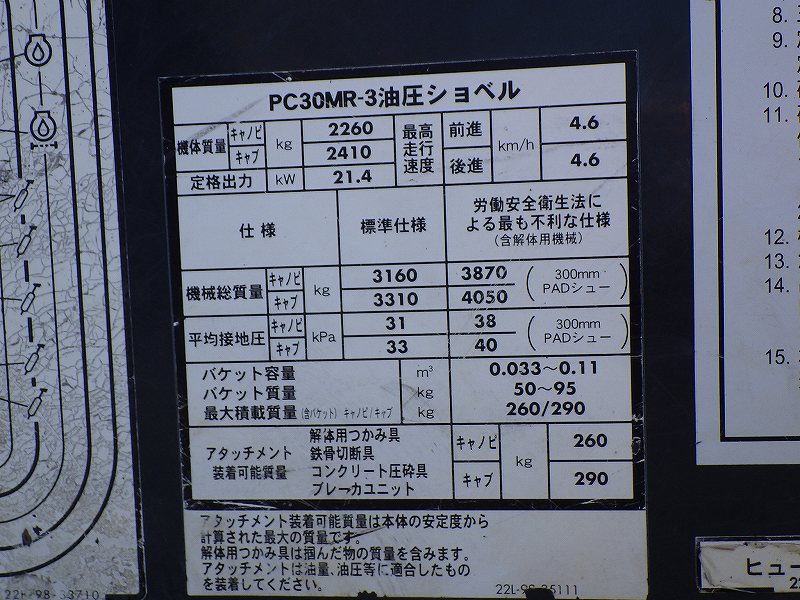 PC30MR-3油圧ショベル
機体質量 キャノピ kg 2260 最高走行速度 前進 km/h 4.6
キャブ 2410 後進 4.6
定格出力 kW 21.4
仕様 標準仕様 労働安全衛生法による最も不利な仕様
(含解体用機械)
機械総質量 キャノピ kg 3160 3870 (300mm PADシュー)
キャブ 3310 4050
平均接地圧 キャノピ kPa 31 38 (300mm PADシュー)
キャブ 33 40
バケット容量 m³ 0.033～0.11
バケット質量 kg 50～95
最大積載質量 (含バケット) キャノピ/キャブ kg 260/290
アタッチメント装着可能質量
解体用つかみ具
鉄骨切断具
コンクリート圧砕具
ブレーカユニット
キャノピ kg 260
キャブ 290
アタッチメント装着可能質量は本体の安定度から
計算された最大の質量です。
解体用つかみ具は掴んだ物の質量を含みます。
アタッチメントは油量、油圧等に適合したもの
を装着してください。
22L-98-35111
8.
9.
10.
11.
12.
13.
14.
15.
ヒュー